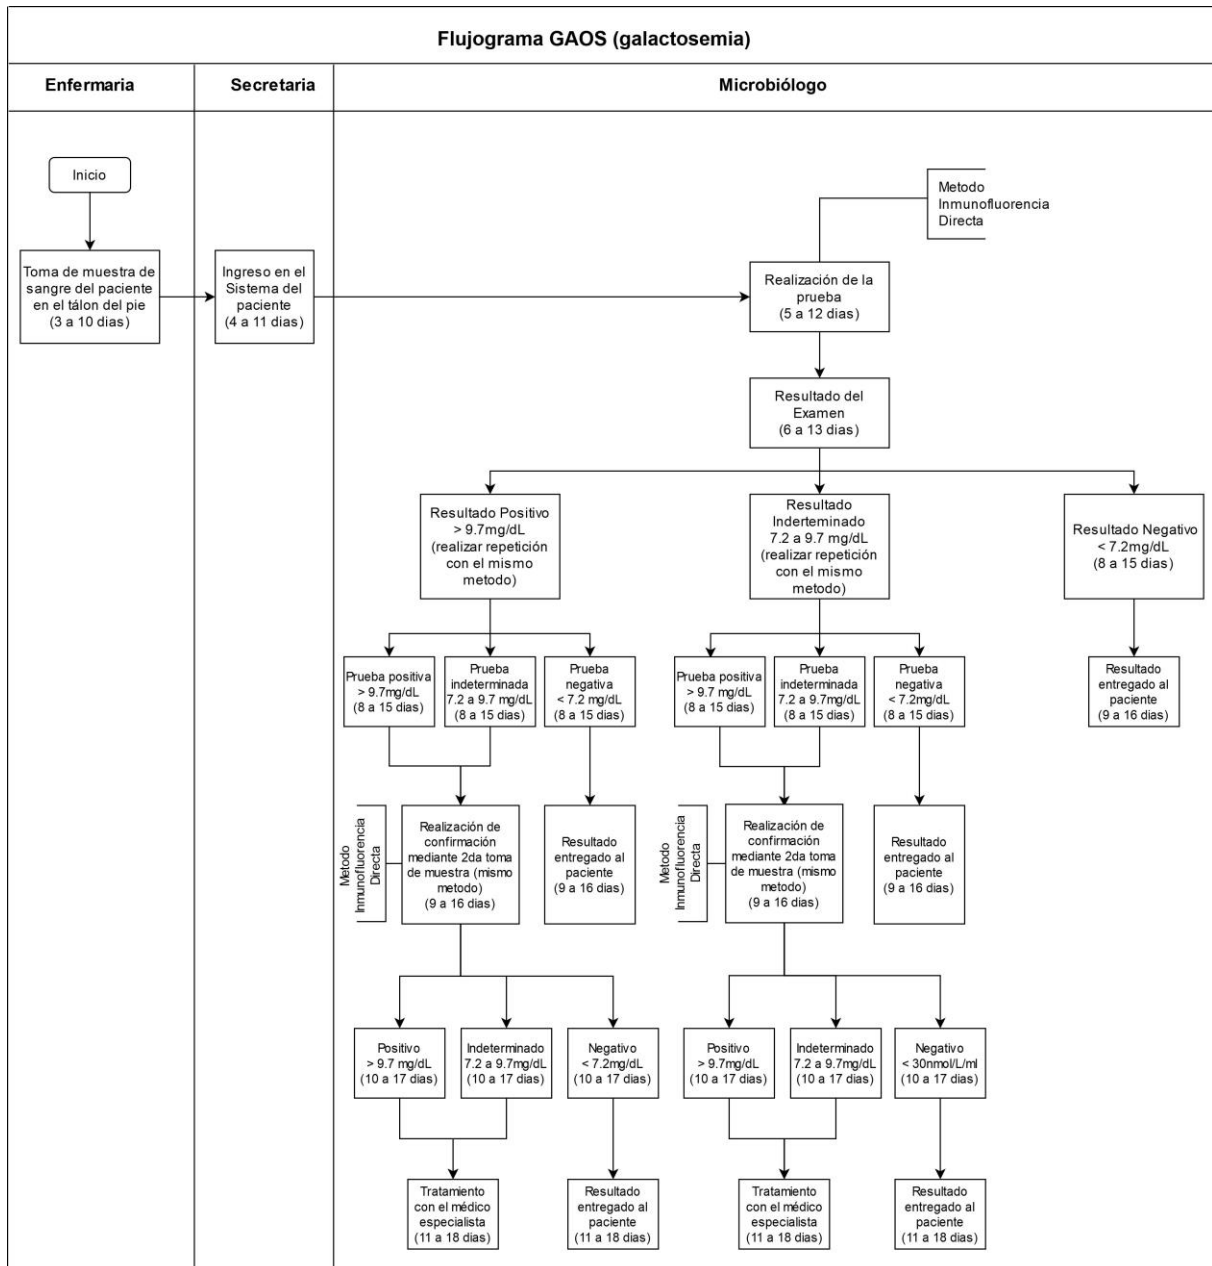 Flujograma GAOS (galactosemia)
Enfermaria
Secretaria
Microbiólogo
Inicio
Metodo
Inmunofluorencia
Directa
Toma de muestra de
sangre del paciente
en el tálon del pie
(3 a 10 dias)
Ingreso en el
Sistema del
paciente
(4 a 11 dias)
Realización de la
prueba
(5 a 12 dias)
Resultado del
Examen
(6 a 13 dias)
Resultado Positivo
> 9.7mg/dL
(realizar repetición
con el mismo
metodo)
Resultado
Inderteminado
7.2 a 9.7 mg/dL
(realizar repetición
con el mismo
metodo)
Resultado Negativo
< 7.2mg/dL
(8 a 15 dias)
Prueba positiva
> 9.7mg/dL
(8 a 15 dias)
Prueba
indeterminada
7.2 a 9.7 mg/dL
(8 a 15 dias)
Prueba
negativa
< 7.2 mg/dL
(8 a 15 dias)
Prueba positiva
> 9.7 mg/dL
(8 a 15 dias)
Prueba
indeterminada
7.2 a 9.7mg/dL
(8 a 15 dias)
Prueba
negativa
< 7.2mg/dL
(8 a 15 dias)
Resultado
entregado al
paciente
(9 a 16 dias)
Metodo
Inmunofluorencia
Directa
Realización de
confirmación
mediante 2da toma
de muestra (mismo
metodo)
(9 a 16 dias)
Resultado
entregado al
paciente
(9 a 16 dias)
Metodo
Inmunofluorencia
Directa
Realización de
confirmación
mediante 2da toma
de muestra (mismo
metodo)
(9 a 16 dias)
Resultado
entregado al
paciente
(9 a 16 dias)
Positivo
> 9.7 mg/dL
(10 a 17 dias)
Indeterminado
7.2 a 9.7mg/dL
(10 a 17 dias)
Negativo
< 7.2mg/dL
(10 a 17 dias)
Positivo
> 9.7mg/dL
(10 a 17 dias)
Indeterminado
7.2 a 9.7mg/dL
(10 a 17 dias)
Negativo
< 30nmol/L/ml
(10 a 17 dias)
Tratamiento
con el médico
especialista
(11 a 18 dias)
Resultado
entregado al
paciente
(11 a 18 dias)
Tratamiento
con el médico
especialista
(11 a 18 dias)
Resultado
entregado al
paciente
(11 a 18 dias)